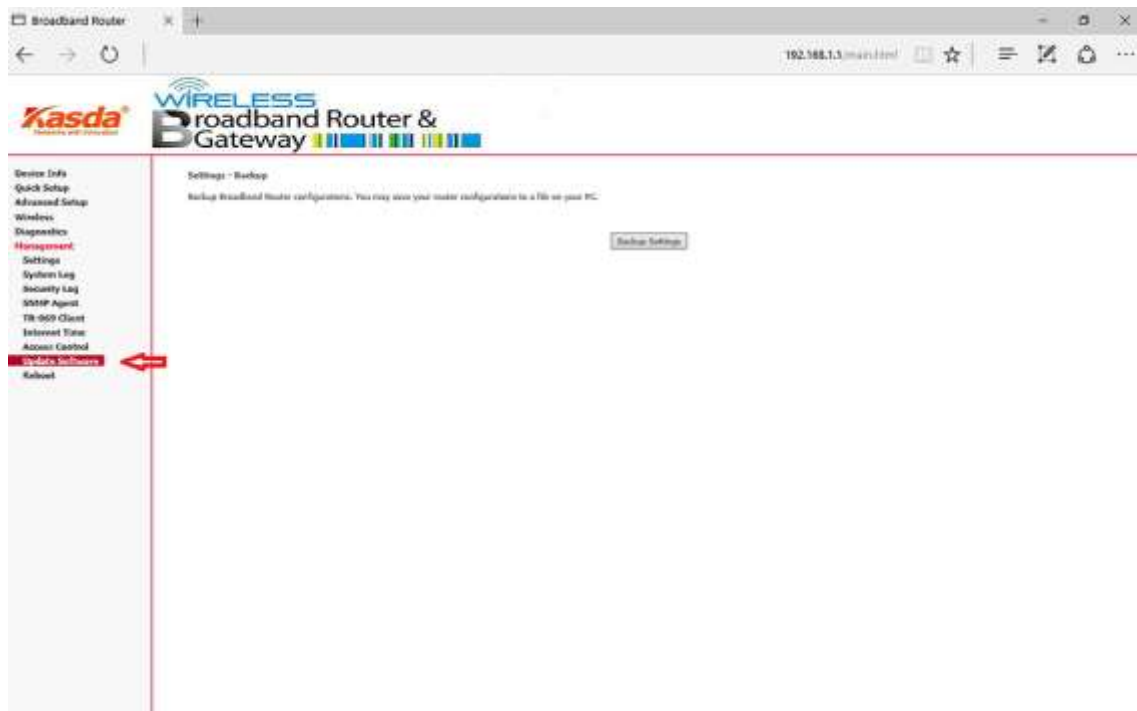 Broadband Router
192.168.1.1/main.html
Kasda®
WIRELESS
Broadband Router &
Gateway
Device Info
Quick Setup
Advanced Setup
Wireless
Diagnostics
Management
Settings
System Log
Security Log
SNMP Agent
TR-069 Client
Internet Time
Access Control
Update Software
Reboot
Settings - Backup
Backup Broadband Router configurations. You may save your router configurations to a file on your PC.
Backup Settings